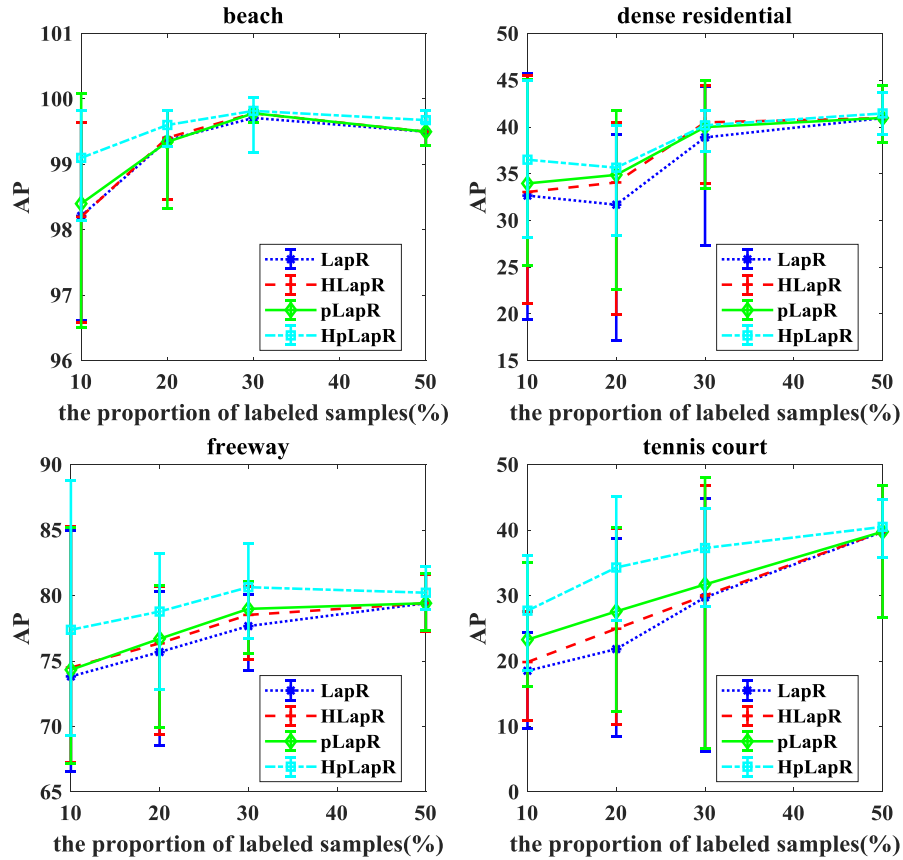 beach
100
99
98
97
96
AP
10
20
30
40
50
the proportion of labeled samples(%)
LapR
HLapR
pLapR
HpLapR
dense residential
50
45
40
35
30
25
20
15
AP
10
20
30
40
50
the proportion of labeled samples(%)
LapR
HLapR
pLapR
HpLapR
freeway
90
85
80
75
70
65
AP
10
20
30
40
50
the proportion of labeled samples(%)
LapR
HLapR
pLapR
HpLapR
tennis court
50
40
30
20
10
0
AP
10
20
30
40
50
the proportion of labeled samples(%)
LapR
HLapR
pLapR
HpLapR